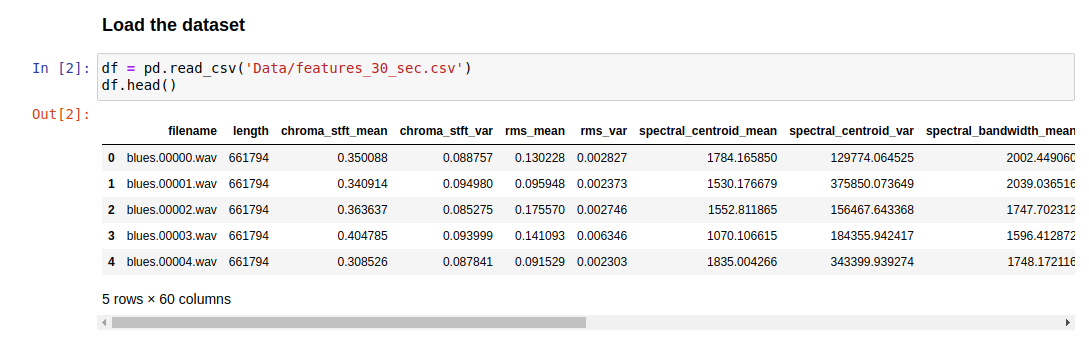 Load the dataset
In [2]: df = pd.read_csv('Data/features_30_sec.csv')
df.head()
Out[2]:
filename length chroma_stft_mean chroma_stft_var rms_mean rms_var spectral_centroid_mean spectral_centroid_var spectral_bandwidth_mean
0 blues.00000.wav 661794 0.350088 0.088757 0.130228 0.002827 1784.165850 129774.064525 2002.449060
1 blues.00001.wav 661794 0.340914 0.094980 0.095948 0.002373 1530.176679 375850.073649 2039.036516
2 blues.00002.wav 661794 0.363637 0.085275 0.175570 0.002746 1552.811865 156467.643368 1747.702312
3 blues.00003.wav 661794 0.404785 0.093999 0.141093 0.006346 1070.106615 184355.942417 1596.412872
4 blues.00004.wav 661794 0.308526 0.087841 0.091529 0.002303 1835.004266 343399.939274 1748.172116
5 rows × 60 columns